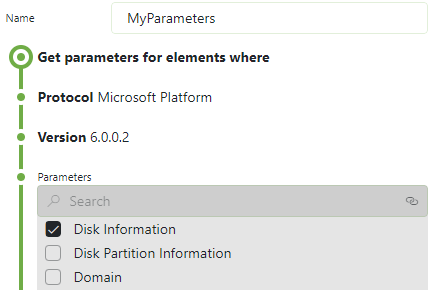 Name MyParameters
Get parameters for elements where
Protocol Microsoft Platform
Version 6.0.0.2
Parameters
Search
Disk Information
Disk Partition Information
Domain